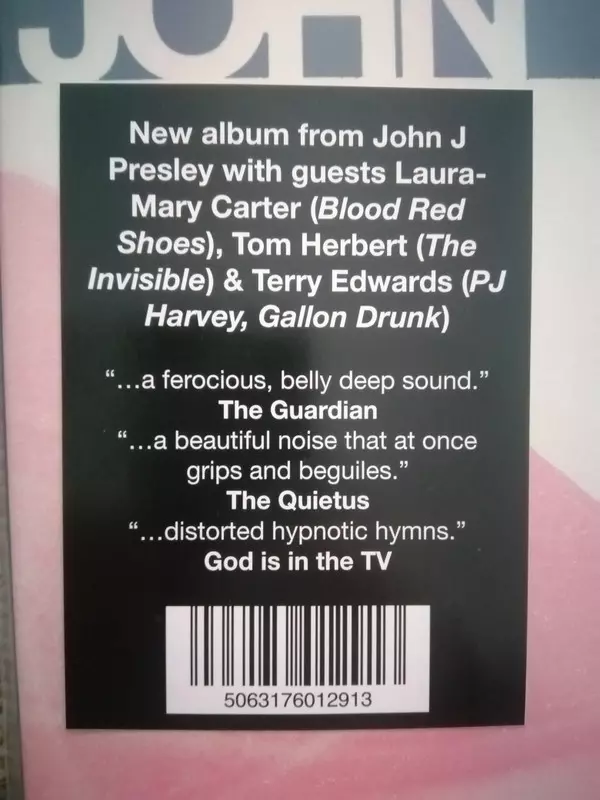 JOHN
New album from John J
Presley with guests Laura-
Mary Carter (Blood Red
Shoes), Tom Herbert (The
Invisible) & Terry Edwards (PJ
Harvey, Gallon Drunk)
“...a ferocious, belly deep sound.”
The Guardian
“...a beautiful noise that at once
grips and beguiles.”
The Quietus
“...distorted hypnotic hymns.”
God is in the TV
5063176012913